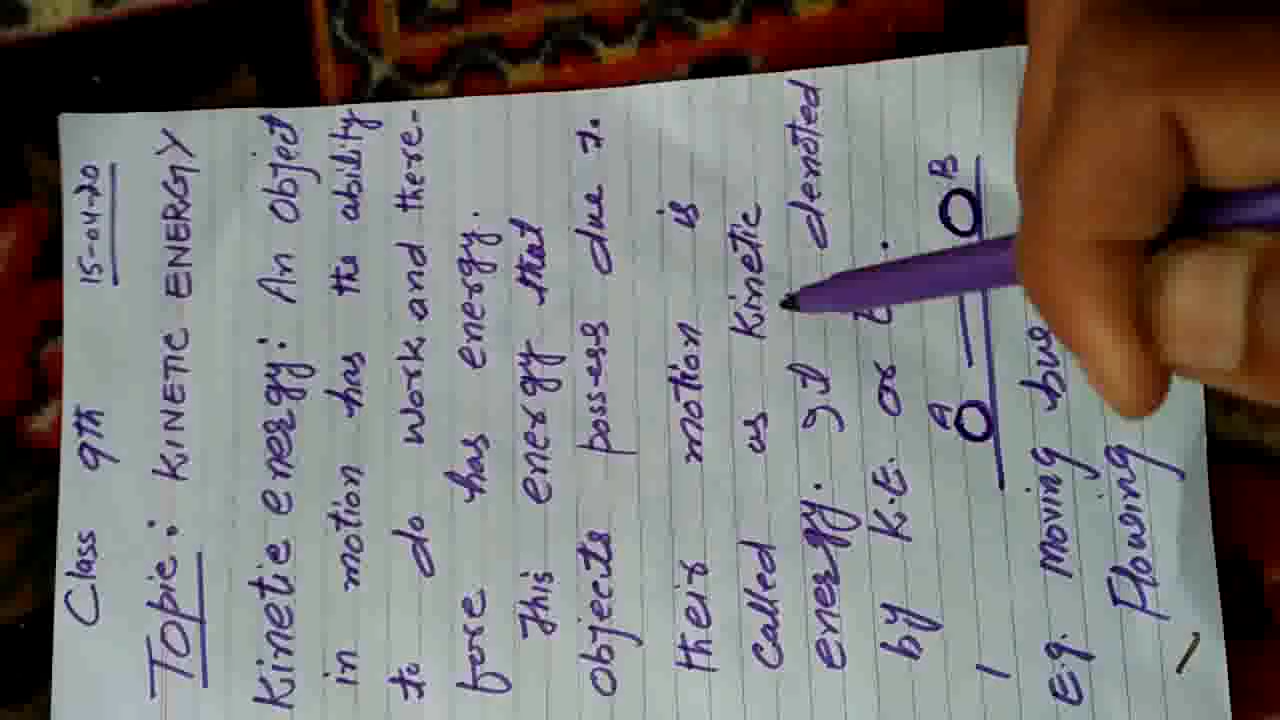 Class 9th 15-04-20
Topic: KINETIC ENERGY
Kinetic energy: An Object
in motion has the ability
to do work and there-
fore has energy.
This energy that
objects possess due to
their motion is
called as kinetic
energy. It denoted
by K.E. or
A B
E.g. Moving
Flowing